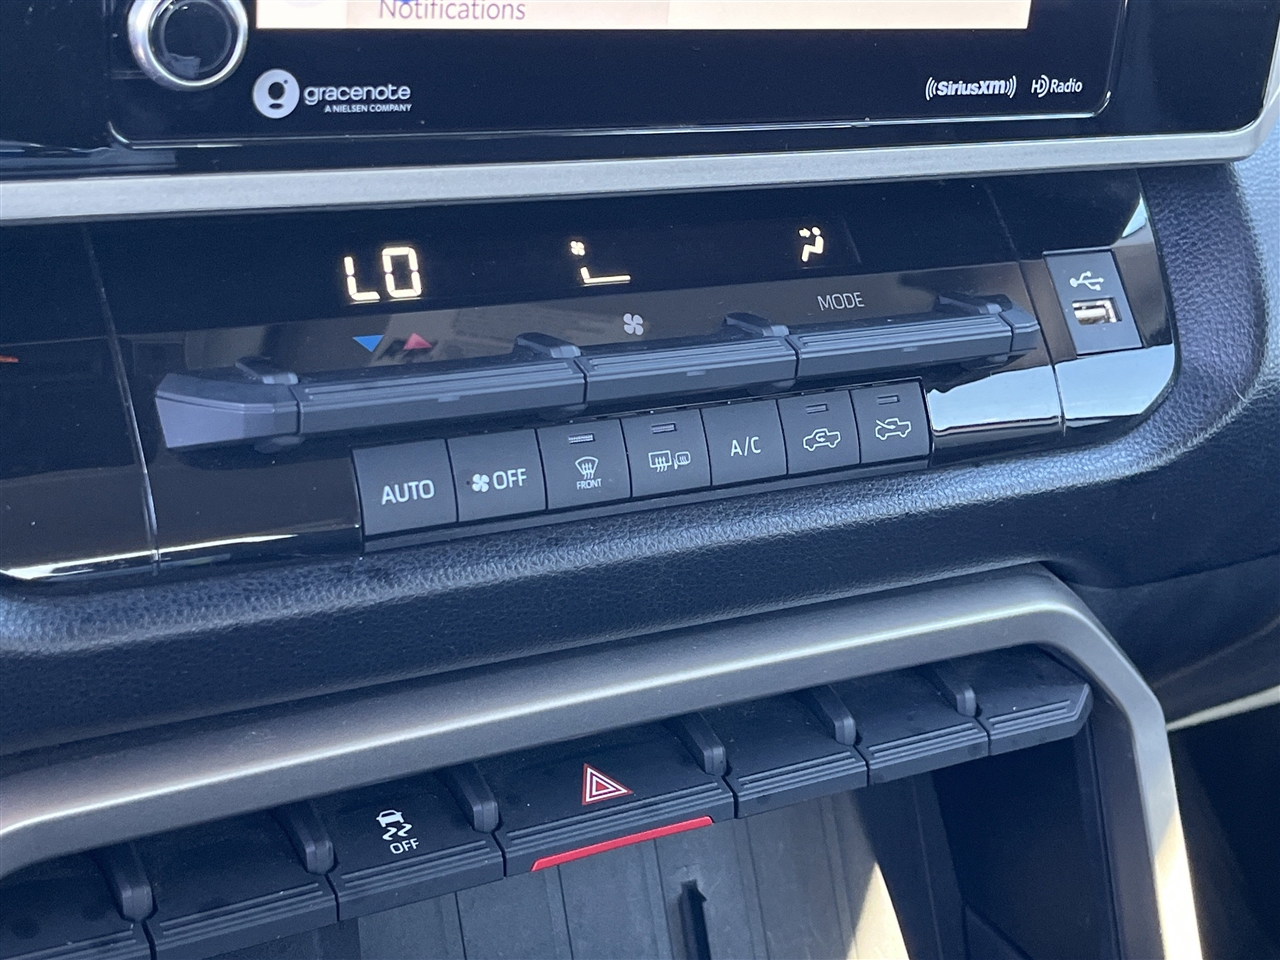 Notifications
gracenote
A NIELSEN COMPANY
SiriusXM
HD Radio
LO
MODE
AUTO
OFF
FRONT
A/C
OFF